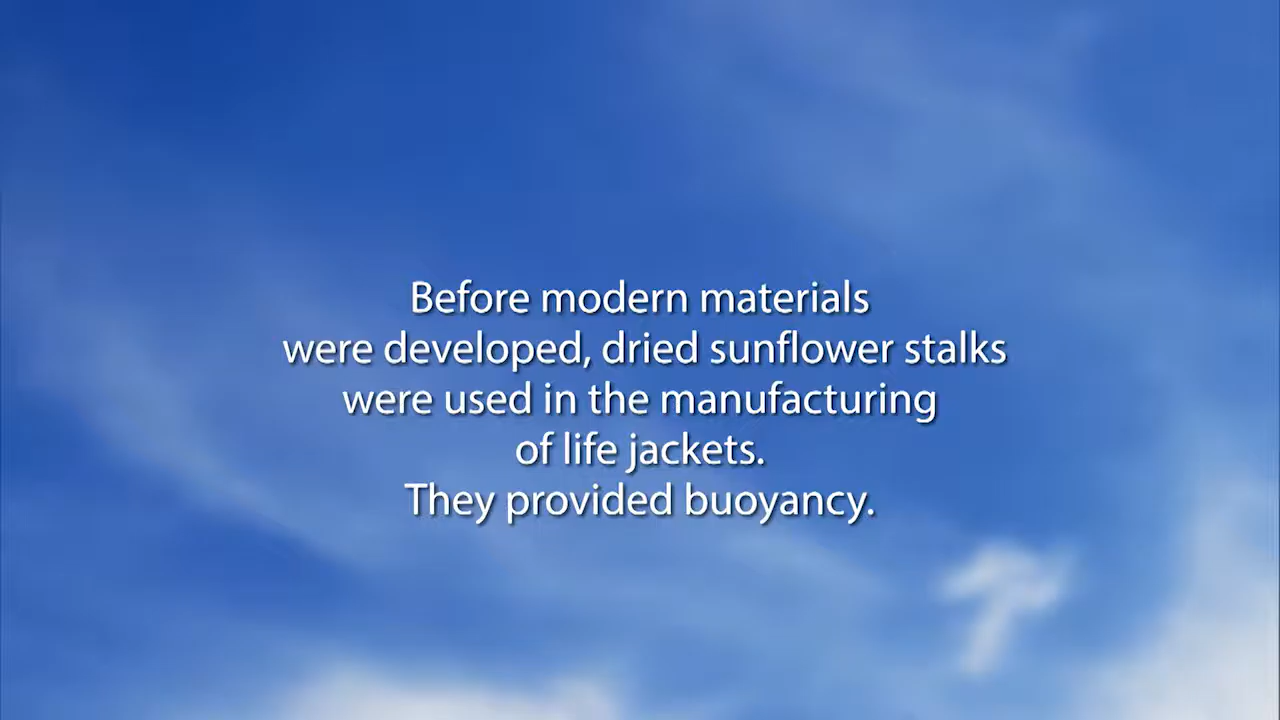 Before modern materials
were developed, dried sunflower stalks
were used in the manufacturing
of life jackets.
They provided buoyancy.